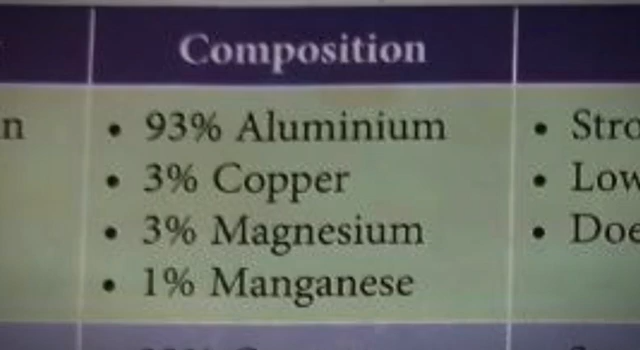 Composition
• 93% Aluminium
• 3% Copper
• 3% Magnesium
• 1% Manganese